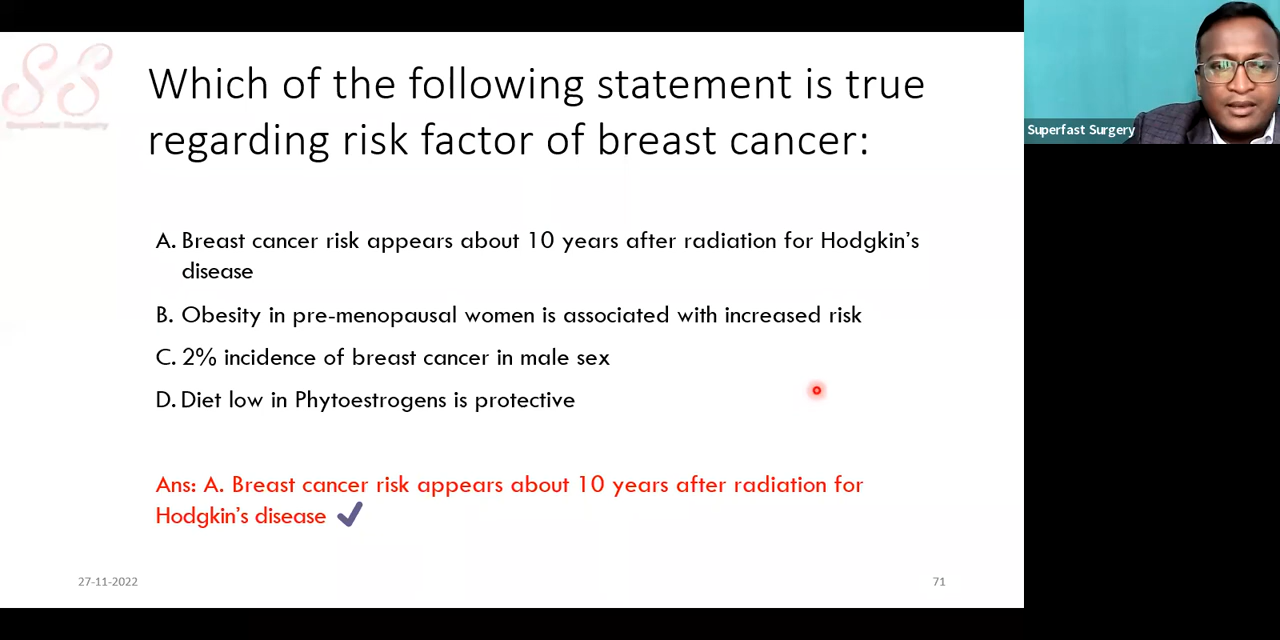 Which of the following statement is true
regarding risk factor of breast cancer:
Superfast Surgery
Superfast Surgery
A. Breast cancer risk appears about 10 years after radiation for Hodgkin's
disease
B. Obesity in pre-menopausal women is associated with increased risk
C. 2% incidence of breast cancer in male sex
D. Diet low in Phytoestrogens is protective
Ans: A. Breast cancer risk appears about 10 years after radiation for
Hodgkin's disease
27-11-2022
71